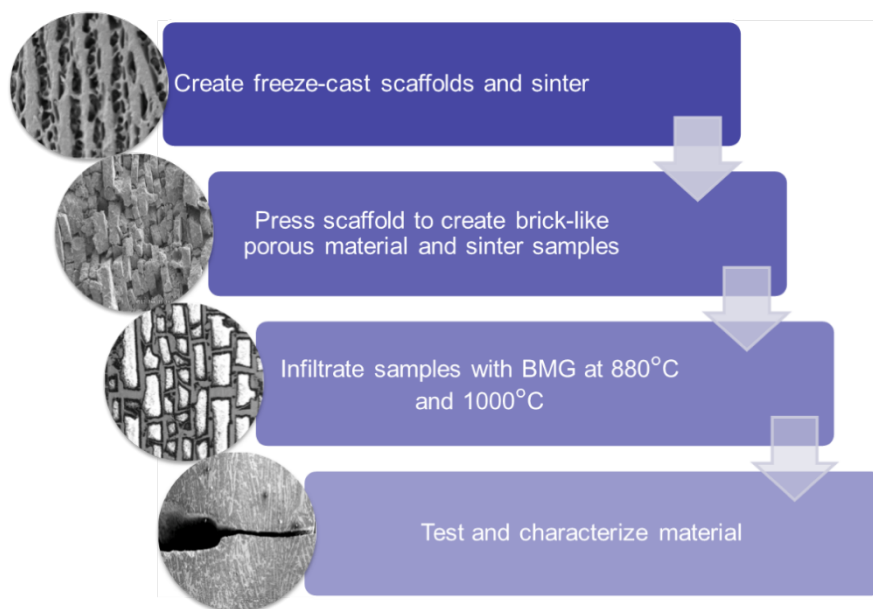 Create freeze-cast scaffolds and sinter
Press scaffold to create brick-like
porous material and sinter samples
Infiltrate samples with BMG at 880°C
and 1000°C
Test and characterize material